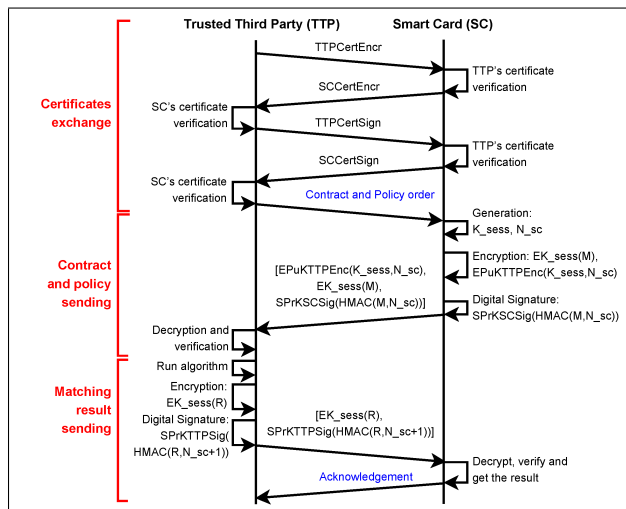 Trusted Third Party (TTP)
Smart Card (SC)
TTPCertEncr
TTP's certificate
verification
SCCertEncr
Certificates
exchange
SC's certificate
verification
TTPCertSign
TTP's certificate
verification
SCCertSign
SC's certificate
verification
Contract and Policy order
Generation:
K_sess, N_sc
Contract
and policy
sending
Encryption: EK_sess(M),
EPuKTTPEnc(K_sess,N_sc)
[EPuKTTPEnc(K_sess,N_sc),
EK_sess(M),
SPrKSCSig(HMAC(M,N_sc))]
Digital Signature:
SPrKSCSig(HMAC(M,N_sc))
Decryption and
verification
Run algorithm
Matching
result
sending
Encryption:
EK_sess(R)
Digital Signature:
SPrKTTPSig(
HMAC(R,N_sc+1))
[EK_sess(R),
SPrKTTPSig(HMAC(R,N_sc+1))]
Decrypt, verify and
get the result
Acknowledgement